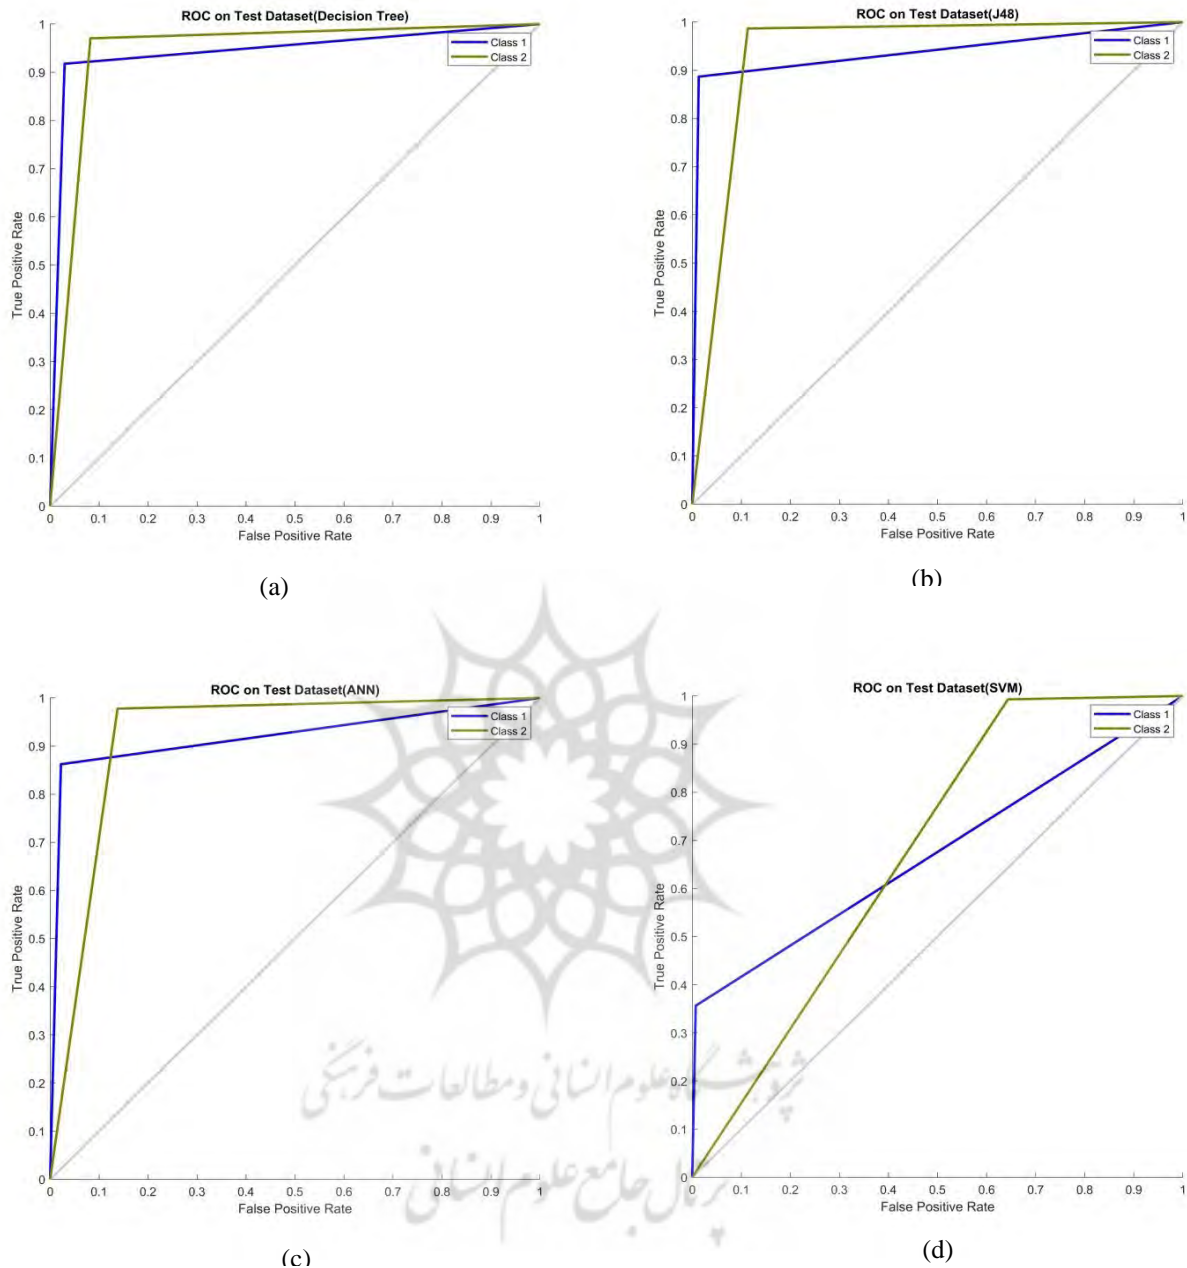 ROC on Test Dataset(Decision Tree)
1
0.9
0.8
0.7
0.6
0.5
0.4
0.3
0.2
0.1
0
True Positive Rate
Class 1
Class 2
0 0.1 0.2 0.3 0.4 0.5 0.6 0.7 0.8 0.9 1
False Positive Rate
(a)
ROC on Test Dataset(J48)
1
0.9
0.8
0.7
0.6
0.5
0.4
0.3
0.2
0.1
0
True Positive Rate
Class 1
Class 2
0 0.1 0.2 0.3 0.4 0.5 0.6 0.7 0.8 0.9 1
False Positive Rate
(b)
ROC on Test Dataset(ANN)
1
0.9
0.8
0.7
0.6
0.5
0.4
0.3
0.2
0.1
0
True Positive Rate
Class 1
Class 2
0 0.1 0.2 0.3 0.4 0.5 0.6 0.7 0.8 0.9 1
False Positive Rate
(c)
ROC on Test Dataset(SVM)
1
0.9
0.8
0.7
0.6
0.5
0.4
0.3
0.2
0.1
0
True Positive Rate
Class 1
Class 2
0 0.1 0.2 0.3 0.4 0.5 0.6 0.7 0.8 0.9 1
False Positive Rate
(d)
پژوهشگاه علوم انسانی و مطالعات فرهنگی
پرتال جامع علوم انسانی